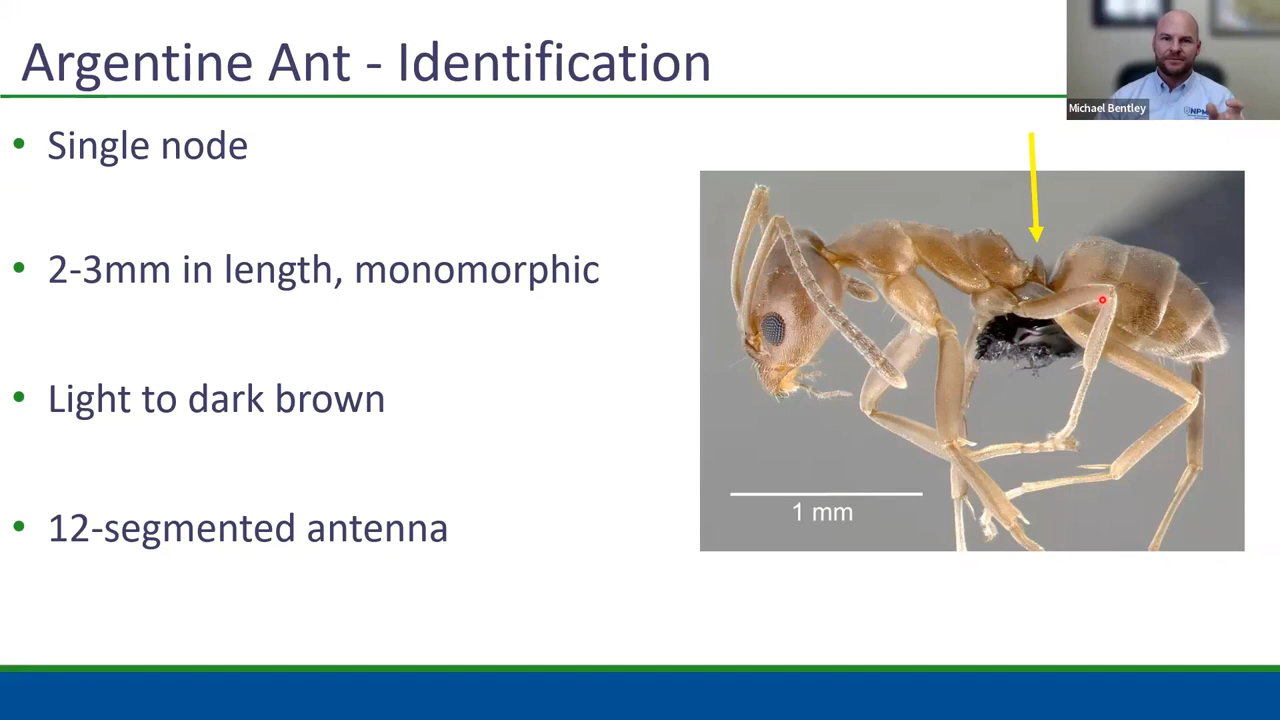 Argentine Ant - Identification
Michael Bentley
NPM
• Single node
• 2-3mm in length, monomorphic
• Light to dark brown
• 12-segmented antenna
1 mm